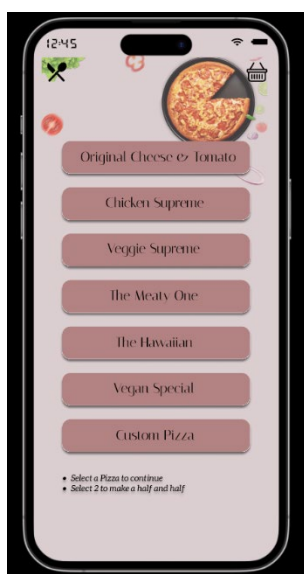 12:45
Original Cheese & Tomato
Chicken Supreme
Veggie Supreme
The Meaty One
The Hawaiian
Vegan Special
Custom Pizza
• Select a Pizza to continue
• Select 2 to make a half and half